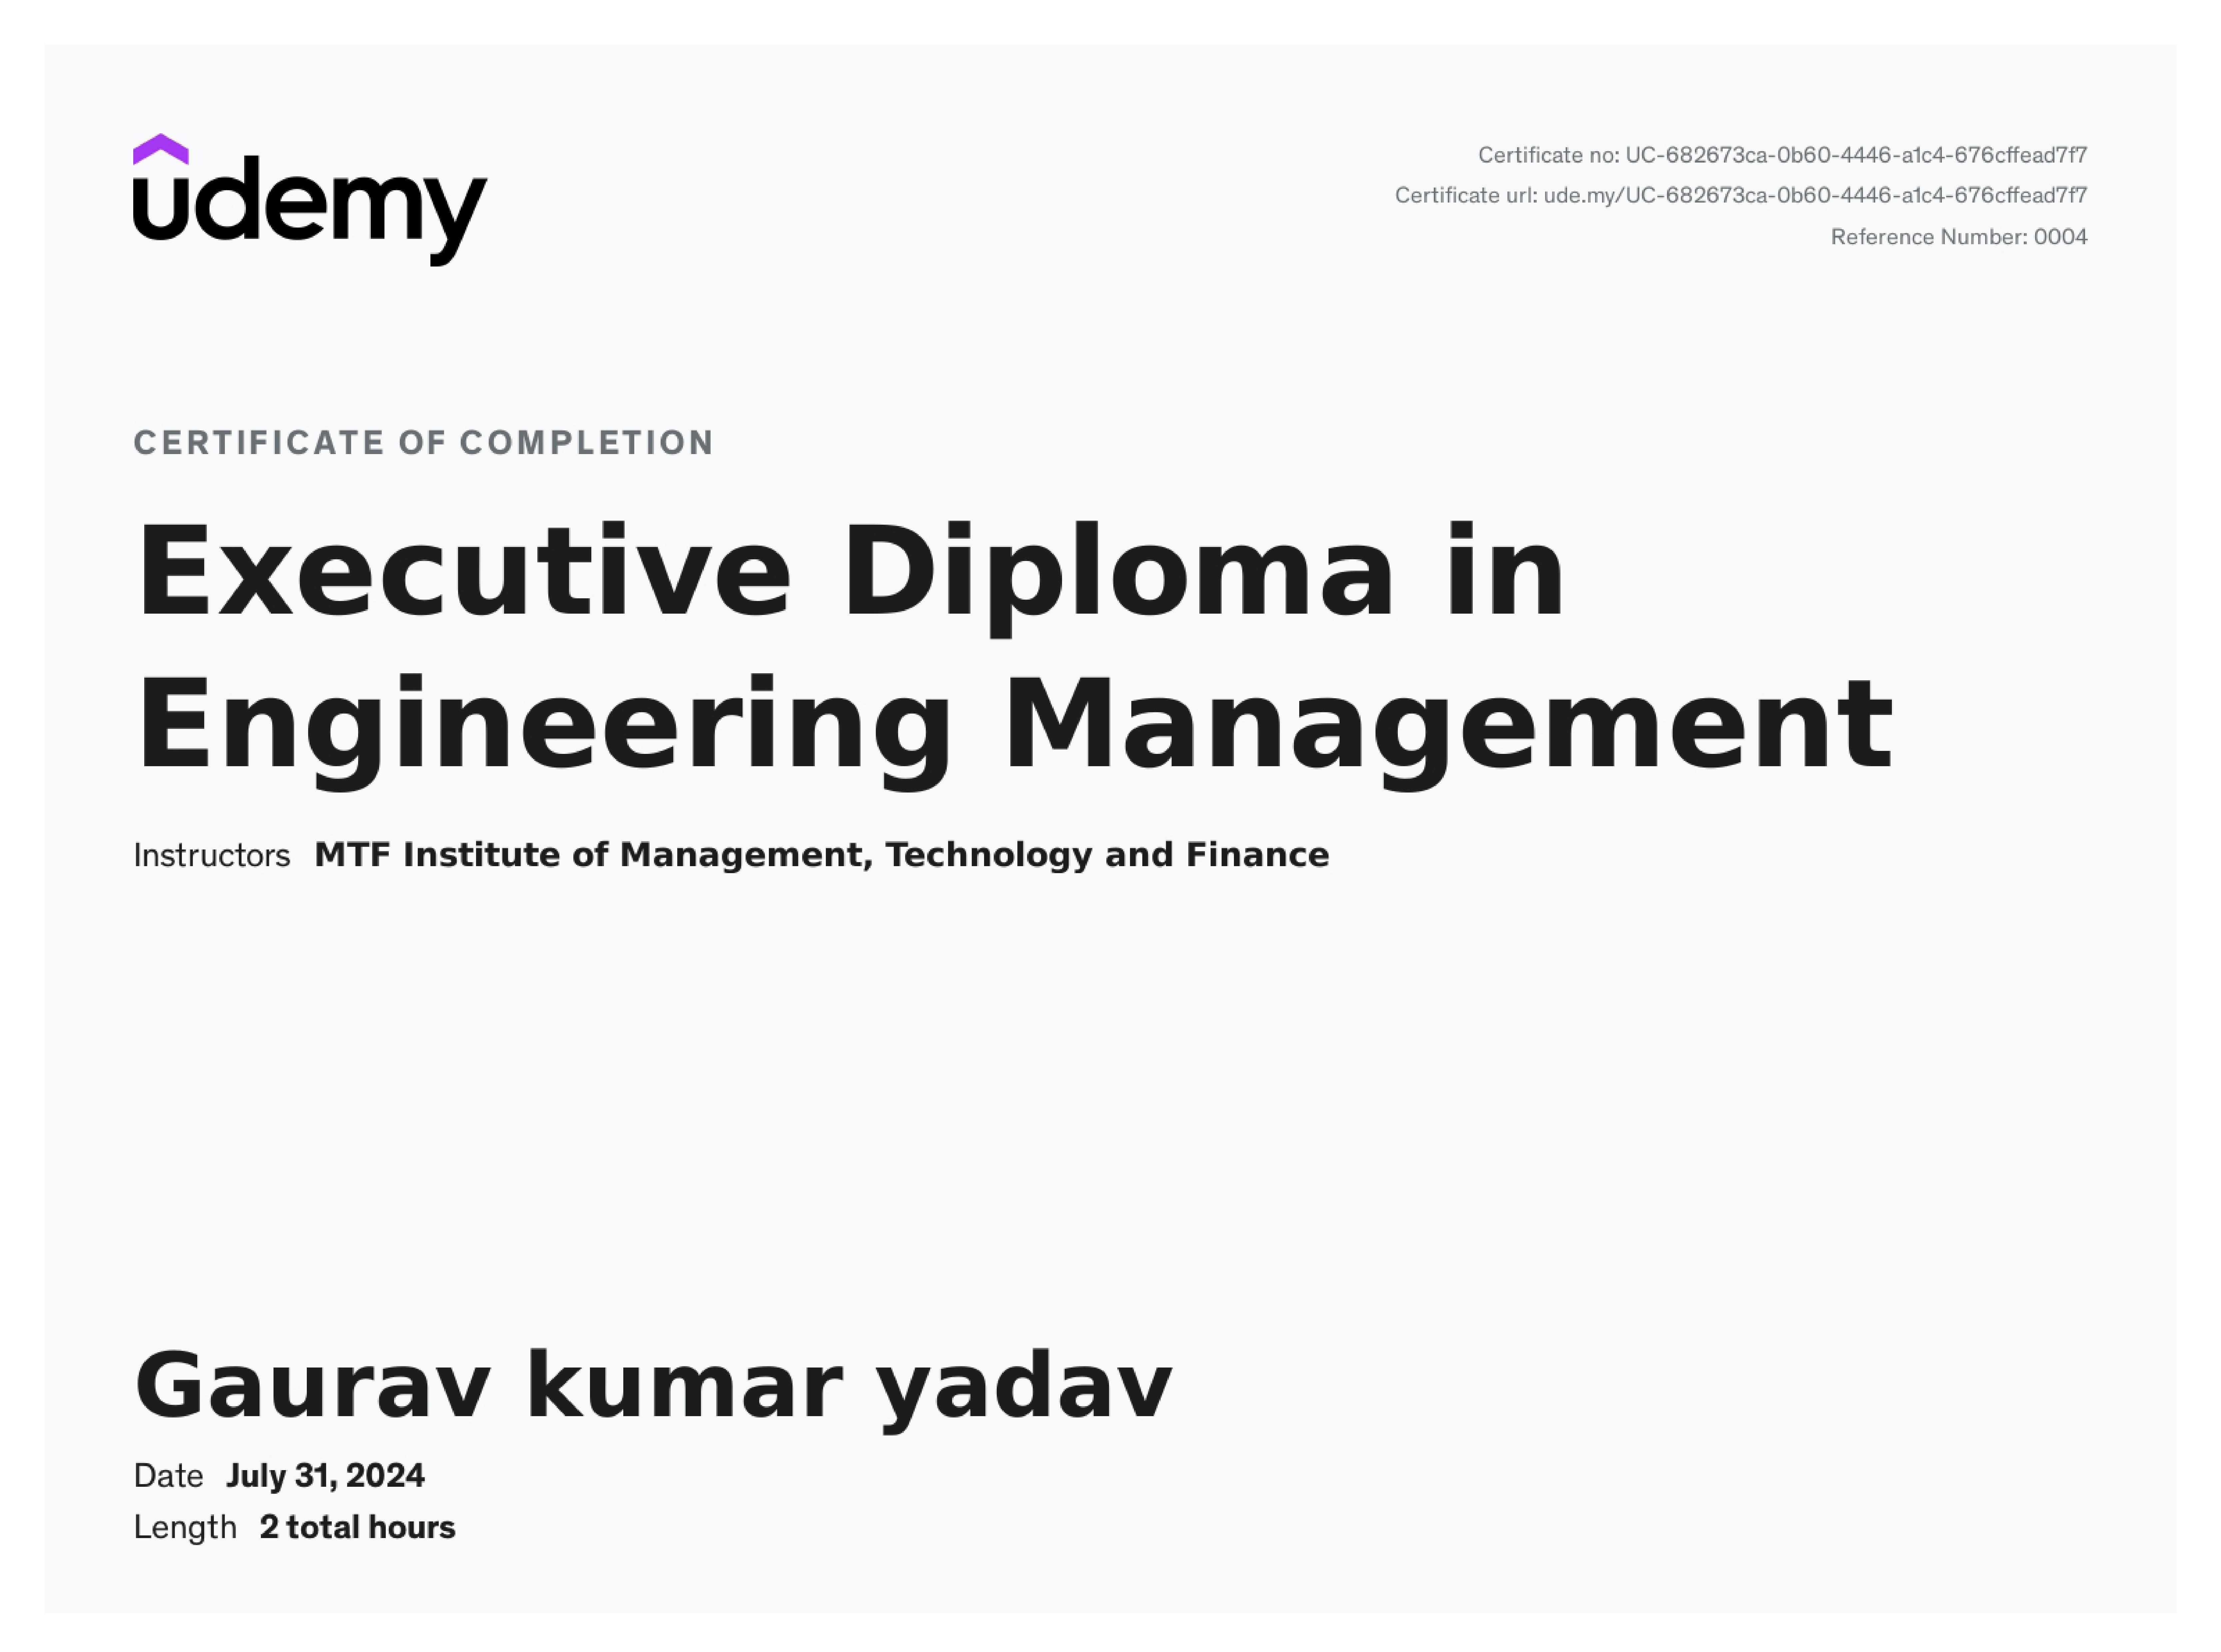 udemy
Certificate no: UC-682673ca-0b60-4446-a1c4-676cffead7f7
Certificate url: ude.my/UC-682673ca-0b60-4446-a1c4-676cffead7f7
Reference Number: 0004
CERTIFICATE OF COMPLETION
Executive Diploma in
Engineering Management
Instructors MTF Institute of Management, Technology and Finance
Gaurav kumar yadav
Date July 31, 2024
Length 2 total hours